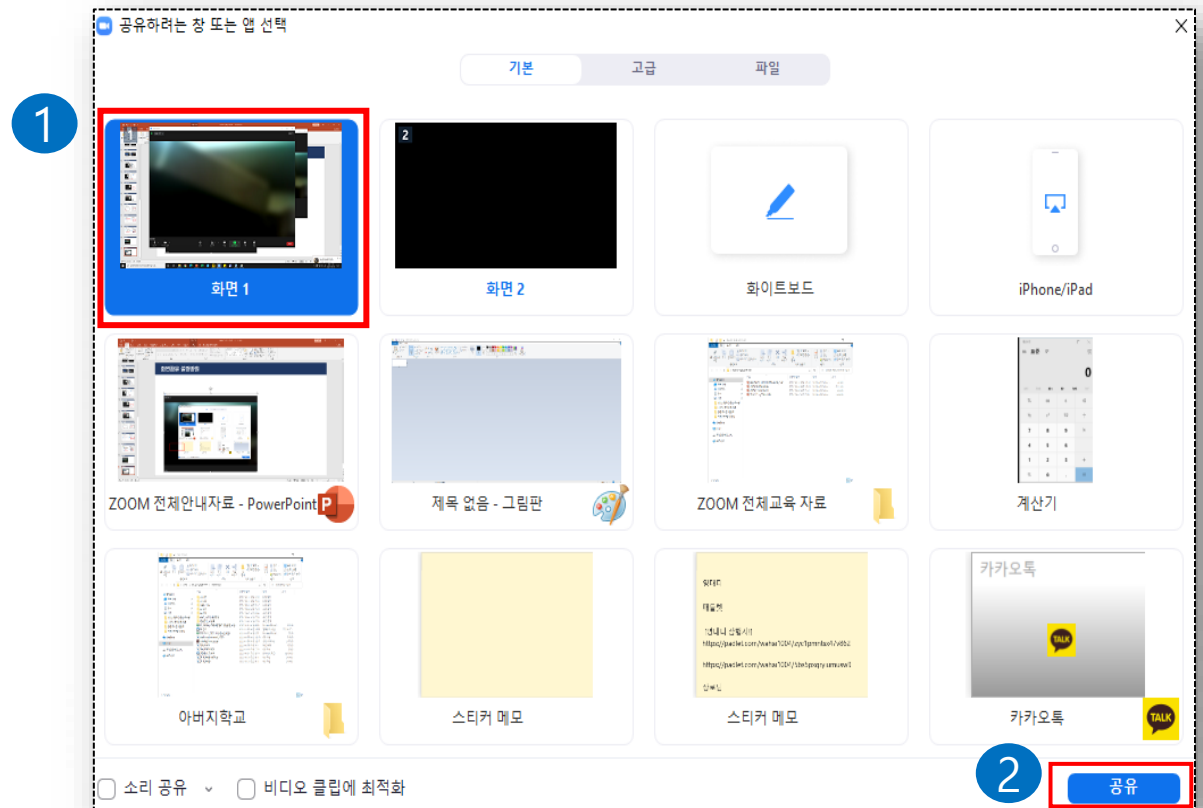 공유하려는 창 또는 앱 선택
기본 고급 파일
1
1
2
화면 1 화면 2 화이트보드 iPhone/iPad
0
ZOOM 전체안내자료 - PowerPoint 제목 없음 - 그림판 ZOOM 전체교육 자료 계산기
카카오톡
패들렛
TALK
아버지학교 스티커 메모 스티커 메모 카카오톡
TALK
소리 공유 비디오 클립에 최적화
2
공유